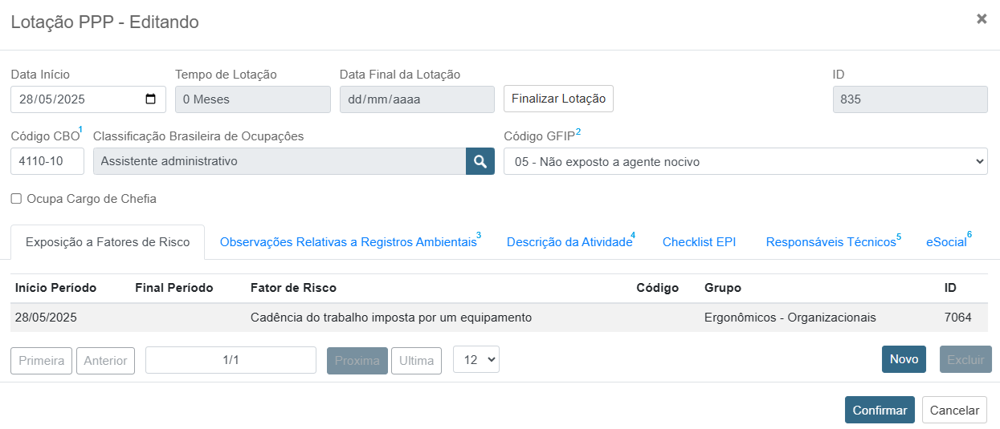 Lotação PPP - Editando ×
Data Início Tempo de Lotação Data Final da Lotação ID
28/05/2025 0 Meses dd/mm/aaaa Finalizar Lotação 835
Código CBO1 Classificação Brasileira de Ocupações Código GFIP2
4110-10 Assistente administrativo 05 - Não exposto a agente nocivo
Ocupa Cargo de Chefia
Exposição a Fatores de Risco Observações Relativas a Registros Ambientais3 Descrição da Atividade4 Checklist EPI Responsáveis Técnicos5 eSocial6
Início Período Final Período Fator de Risco Código Grupo ID
28/05/2025 Cadência do trabalho imposta por um equipamento Ergonômicos - Organizacionais 7064
Primeira Anterior 1/1 Proxima Ultima 12 Novo Excluir
Confirmar Cancelar